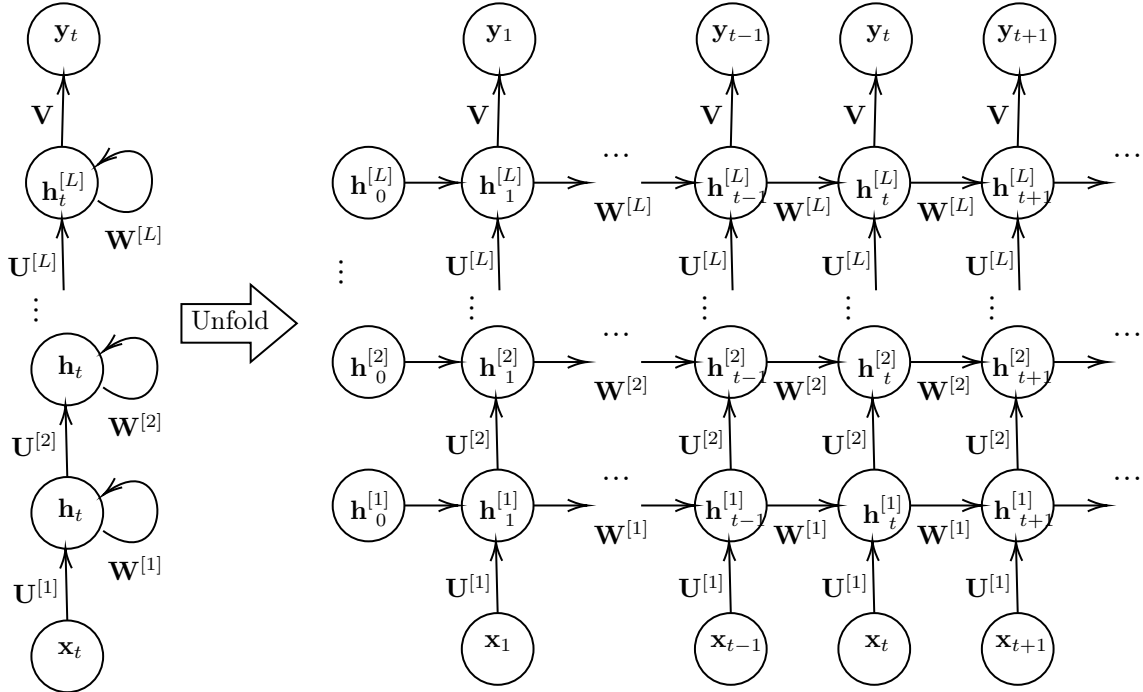 y_t y_1 y_{t−1} y_t y_{t+1}
V V V V V
⋯ ⋯
h_t^{[L]} h_0^{[L]} h_1^{[L]} h_{t−1}^{[L]} h_t^{[L]} h_{t+1}^{[L]}
W^{[L]} W^{[L]} W^{[L]} W^{[L]}
U^{[L]} U^{[L]} U^{[L]} U^{[L]} U^{[L]}
⋮ ⋮ ⋮ ⋮ ⋮ ⋮
Unfold
⋯ ⋯
h_t h_0^{[2]} h_1^{[2]} h_{t−1}^{[2]} h_t^{[2]} h_{t+1}^{[2]}
W^{[2]} W^{[2]} W^{[2]} W^{[2]}
U^{[2]} U^{[2]} U^{[2]} U^{[2]} U^{[2]}
⋯ ⋯
h_t h_0^{[1]} h_1^{[1]} h_{t−1}^{[1]} h_t^{[1]} h_{t+1}^{[1]}
W^{[1]} W^{[1]} W^{[1]} W^{[1]}
U^{[1]} U^{[1]} U^{[1]} U^{[1]} U^{[1]}
x_t x_1 x_{t−1} x_t x_{t+1}